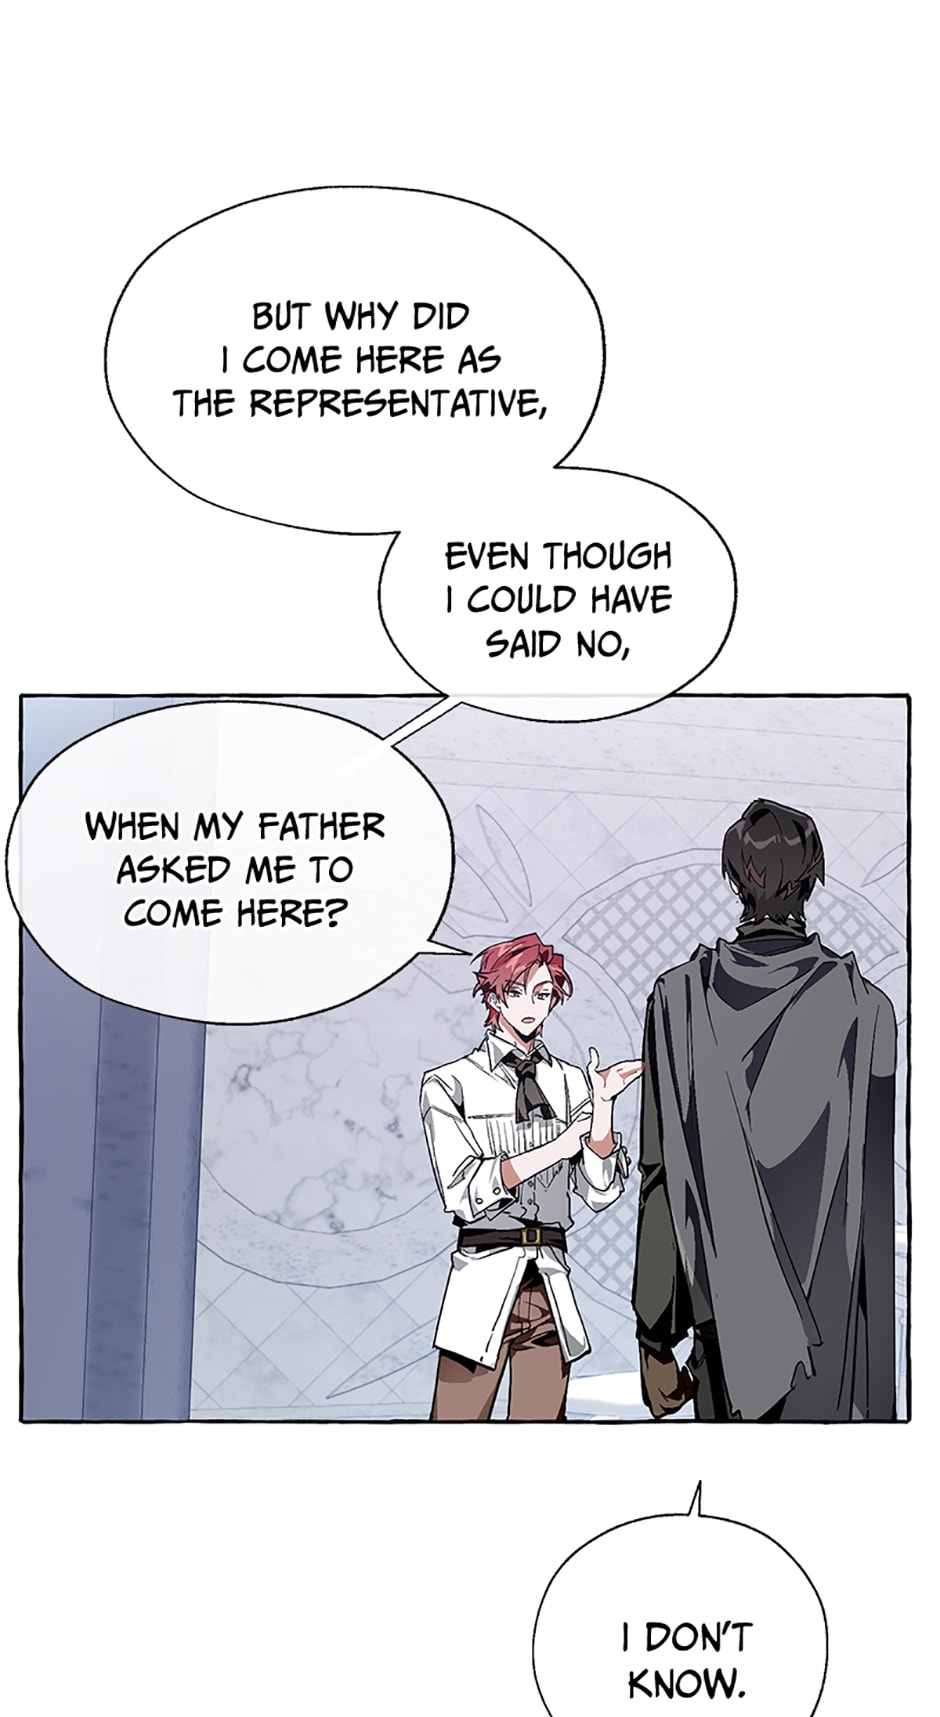 BUT WHY DID
I COME HERE AS
THE REPRESENTATIVE,
EVEN THOUGH
I COULD HAVE
SAID NO,
WHEN MY FATHER
ASKED ME TO
COME HERE?
I DON'T
KNOW.